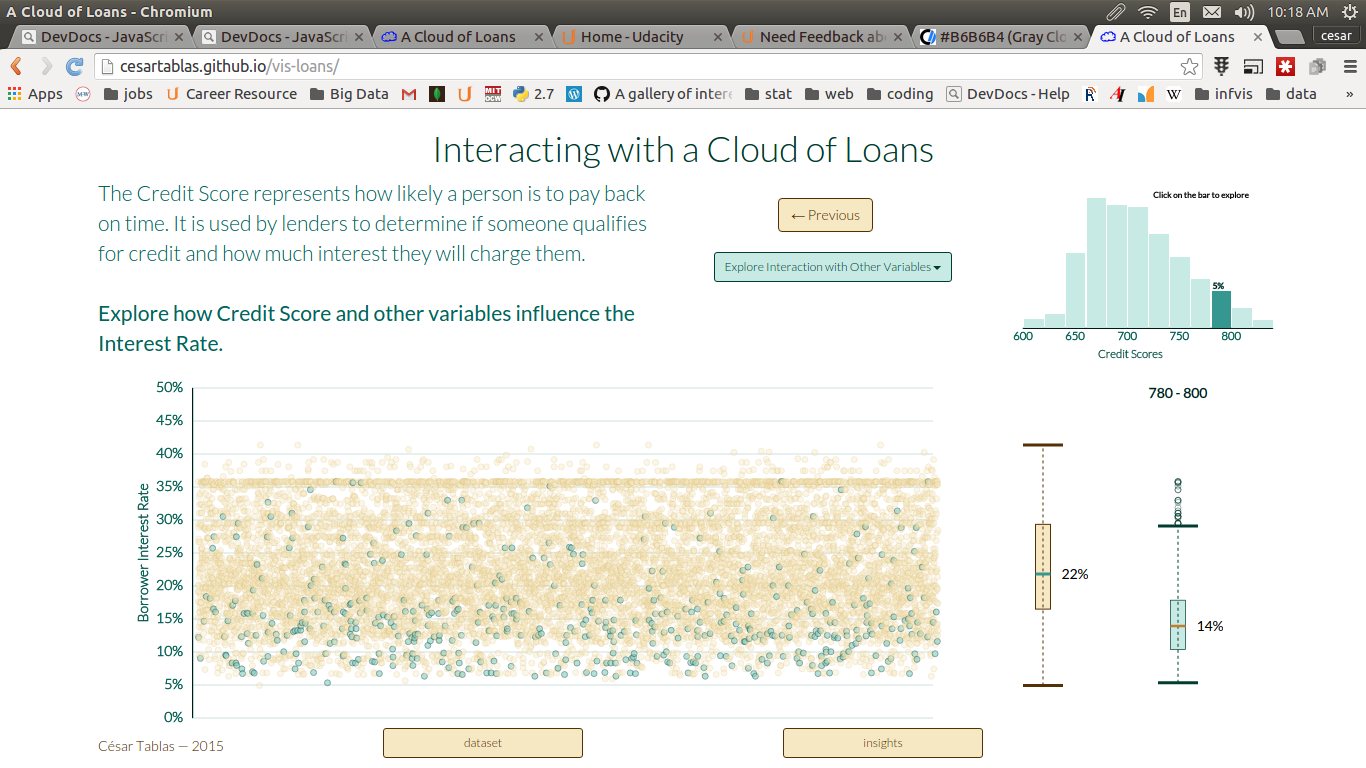 A Cloud of Loans - Chromium
En
10:18 AM
DevDocs - JavaScri
DevDocs - JavaScri
A Cloud of Loans
Home - Udacity
Need Feedback ab
#B6B6B4 (Gray Clo
A Cloud of Loans
cesar
cesartablas.github.io/vis-loans/
Apps
jobs
Career Resource
Big Data
MIT
2.7
A gallery of intere
stat
web
coding
DevDocs - Help
W
infvis
data
»
Interacting with a Cloud of Loans
The Credit Score represents how likely a person is to pay back
on time. It is used by lenders to determine if someone qualifies
for credit and how much interest they will charge them.
Explore how Credit Score and other variables influence the
Interest Rate.
← Previous
Explore Interaction with Other Variables
Click on the bar to explore
5%
600 650 700 750 800
Credit Scores
50%
45%
40%
35%
30%
25%
20%
15%
10%
5%
0%
Borrower Interest Rate
780 - 800
22%
14%
César Tablas — 2015
dataset
insights